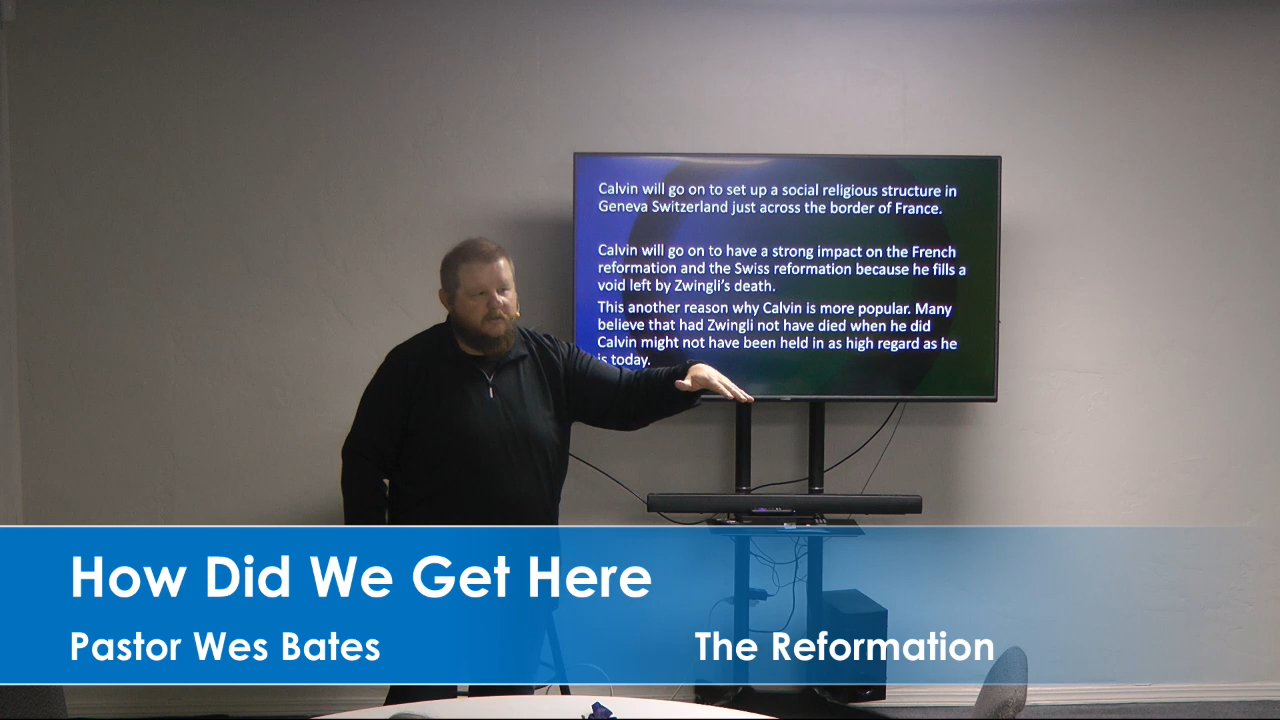 Calvin will go on to set up a social religious structure in
Geneva Switzerland just across the border of France.
Calvin will go on to have a strong impact on the French
reformation and the Swiss reformation because he fills a
void left by Zwingli's death.
This another reason why Calvin is more popular. Many
believe that had Zwingli not have died when he did
Calvin might not have been held in as high regard as he
is today.
How Did We Get Here
Pastor Wes Bates
The Reformation